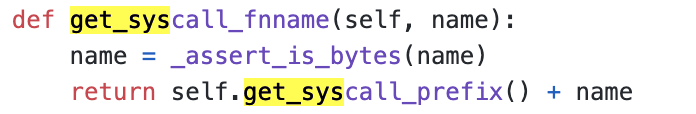 def get_syscall_fnname(self, name):
    name = _assert_is_bytes(name)
    return self.get_syscall_prefix() + name